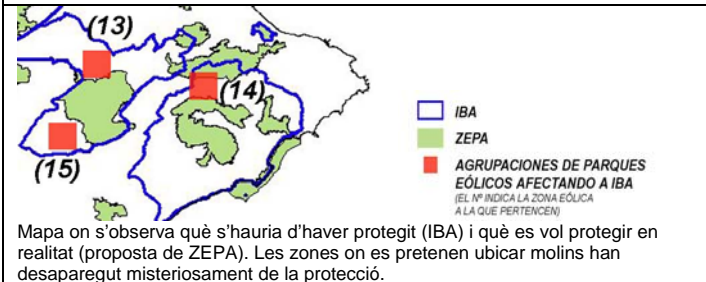 (13)
(14)
(15)
IBA
ZEPA
AGRUPACIONES DE PARQUES
EÓLICOS AFECTANDO A IBA
(EL Nº INDICA LA ZONA EÓLICA
A LA QUE PERTENCEN)
Mapa on s’observa què s’hauria d’haver protegit (IBA) i què es vol protegir en
realitat (proposta de ZEPA). Les zones on es pretenen ubicar molins han
desaparegut misteriosament de la protecció.